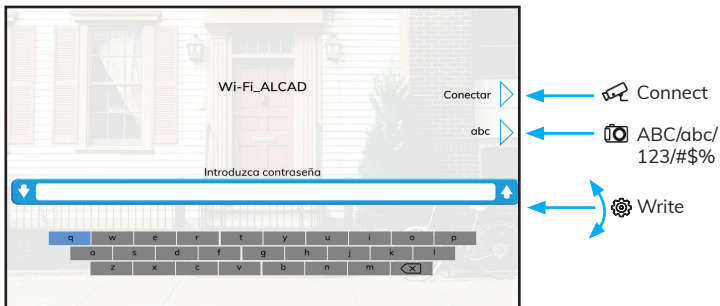 Wi-Fi_ALCAD
Conectar
Connect
abc
ABC/abc/
123/#$%
Introduzca contraseña
Write
q w e r t y u i o p
a s d f g h j k l
z x c v b n m